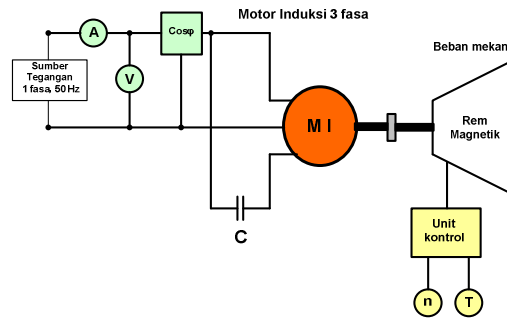 Motor Induksi 3 fasa
A
Cosφ
Beban mekan
Sumber
Tegangan
1 fasa, 50 Hz
V
M I
Rem
Magnetik
C
Unit
kontrol
n
T